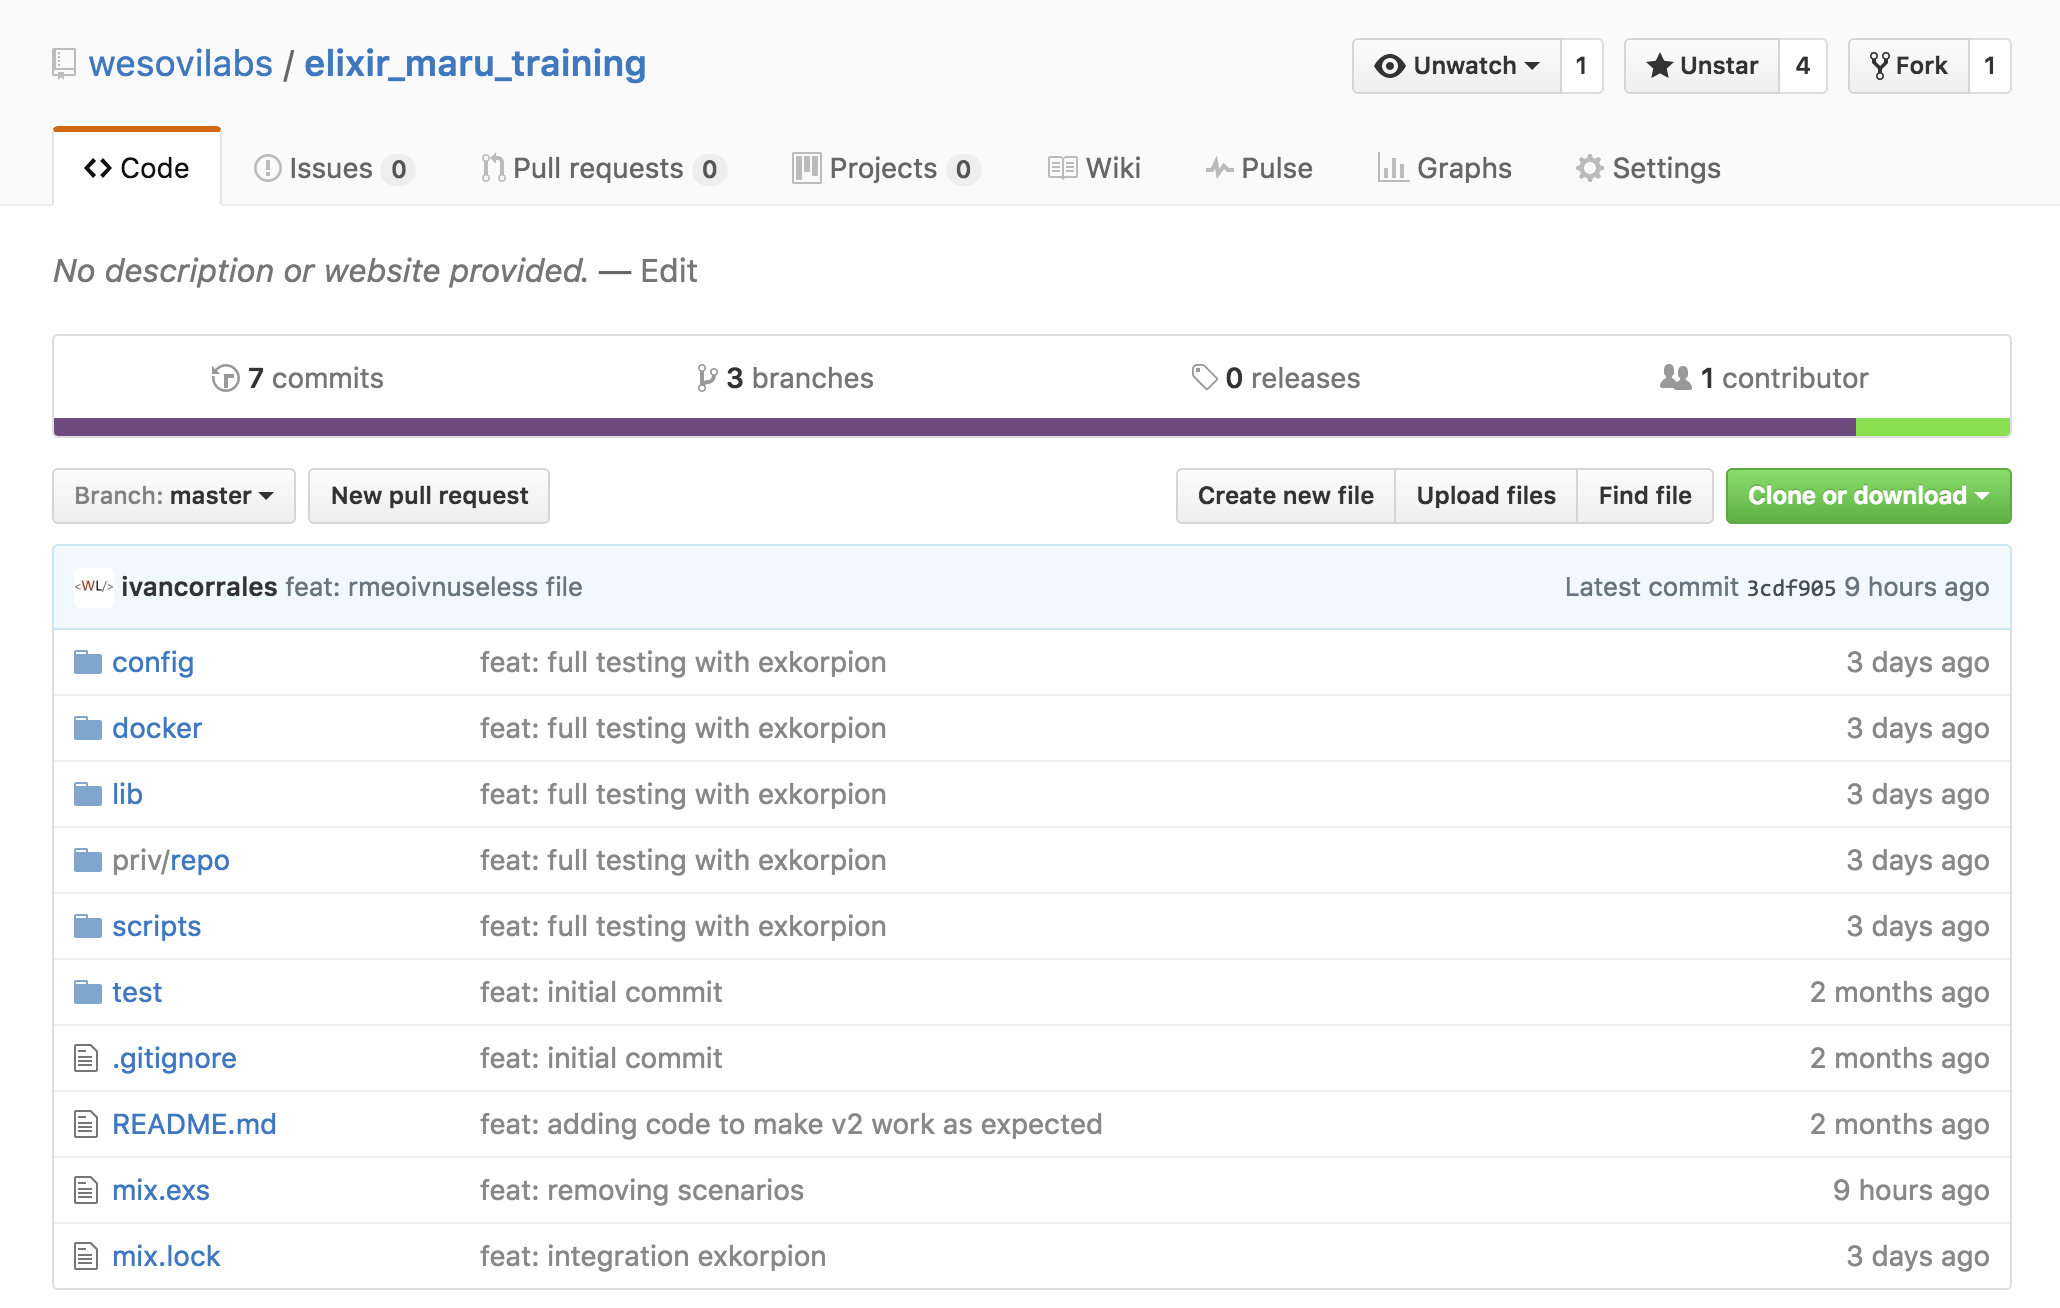 wesovilabs / elixir_maru_training Unwatch 1 Unstar 4 Fork 1
Code Issues 0 Pull requests 0 Projects 0 Wiki Pulse Graphs Settings
No description or website provided. — Edit
7 commits 3 branches 0 releases 1 contributor
Branch: master New pull request Create new file Upload files Find file Clone or download
<WL/> ivancorrales feat: rmeoivnuseless file Latest commit 3cdf905 9 hours ago
config feat: full testing with exkorpion 3 days ago
docker feat: full testing with exkorpion 3 days ago
lib feat: full testing with exkorpion 3 days ago
priv/repo feat: full testing with exkorpion 3 days ago
scripts feat: full testing with exkorpion 3 days ago
test feat: initial commit 2 months ago
.gitignore feat: initial commit 2 months ago
README.md feat: adding code to make v2 work as expected 2 months ago
mix.exs feat: removing scenarios 9 hours ago
mix.lock feat: integration exkorpion 3 days ago